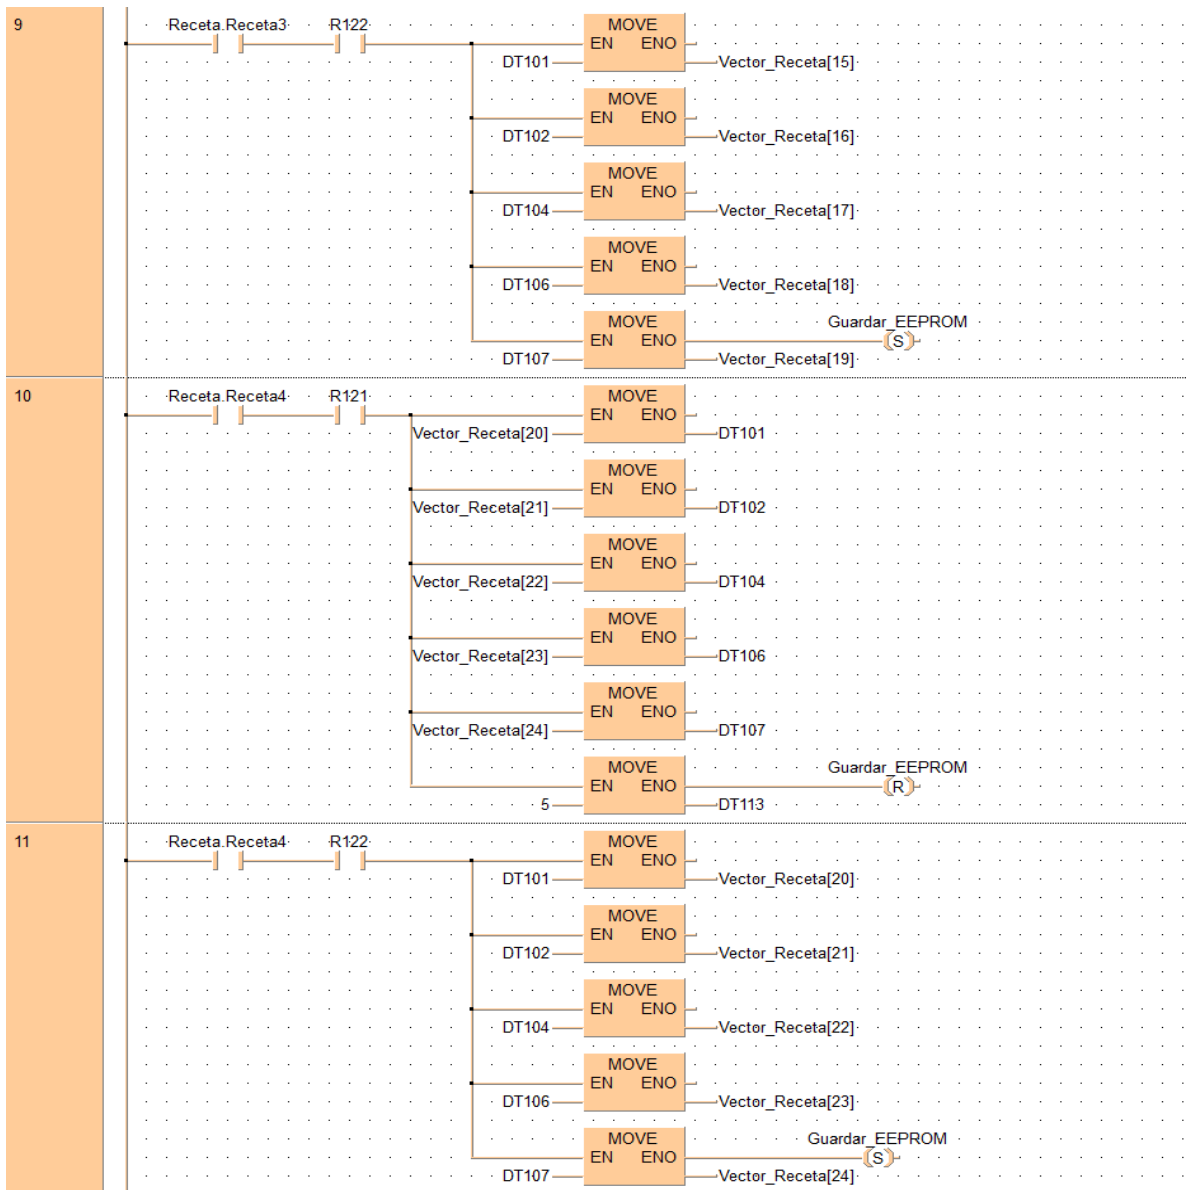 9
Receta.Receta3 R122 MOVE
EN ENO
DT101 Vector_Receta[15]
MOVE
EN ENO
DT102 Vector_Receta[16]
MOVE
EN ENO
DT104 Vector_Receta[17]
MOVE
EN ENO
DT106 Vector_Receta[18]
MOVE Guardar_EEPROM
EN ENO S
DT107 Vector_Receta[19]
10
Receta.Receta4 R121 MOVE
EN ENO
Vector_Receta[20] DT101
MOVE
EN ENO
Vector_Receta[21] DT102
MOVE
EN ENO
Vector_Receta[22] DT104
MOVE
EN ENO
Vector_Receta[23] DT106
MOVE
EN ENO
Vector_Receta[24] DT107
MOVE Guardar_EEPROM
EN ENO R
5 DT113
11
Receta.Receta4 R122 MOVE
EN ENO
DT101 Vector_Receta[20]
MOVE
EN ENO
DT102 Vector_Receta[21]
MOVE
EN ENO
DT104 Vector_Receta[22]
MOVE
EN ENO
DT106 Vector_Receta[23]
MOVE Guardar_EEPROM
EN ENO S
DT107 Vector_Receta[24]